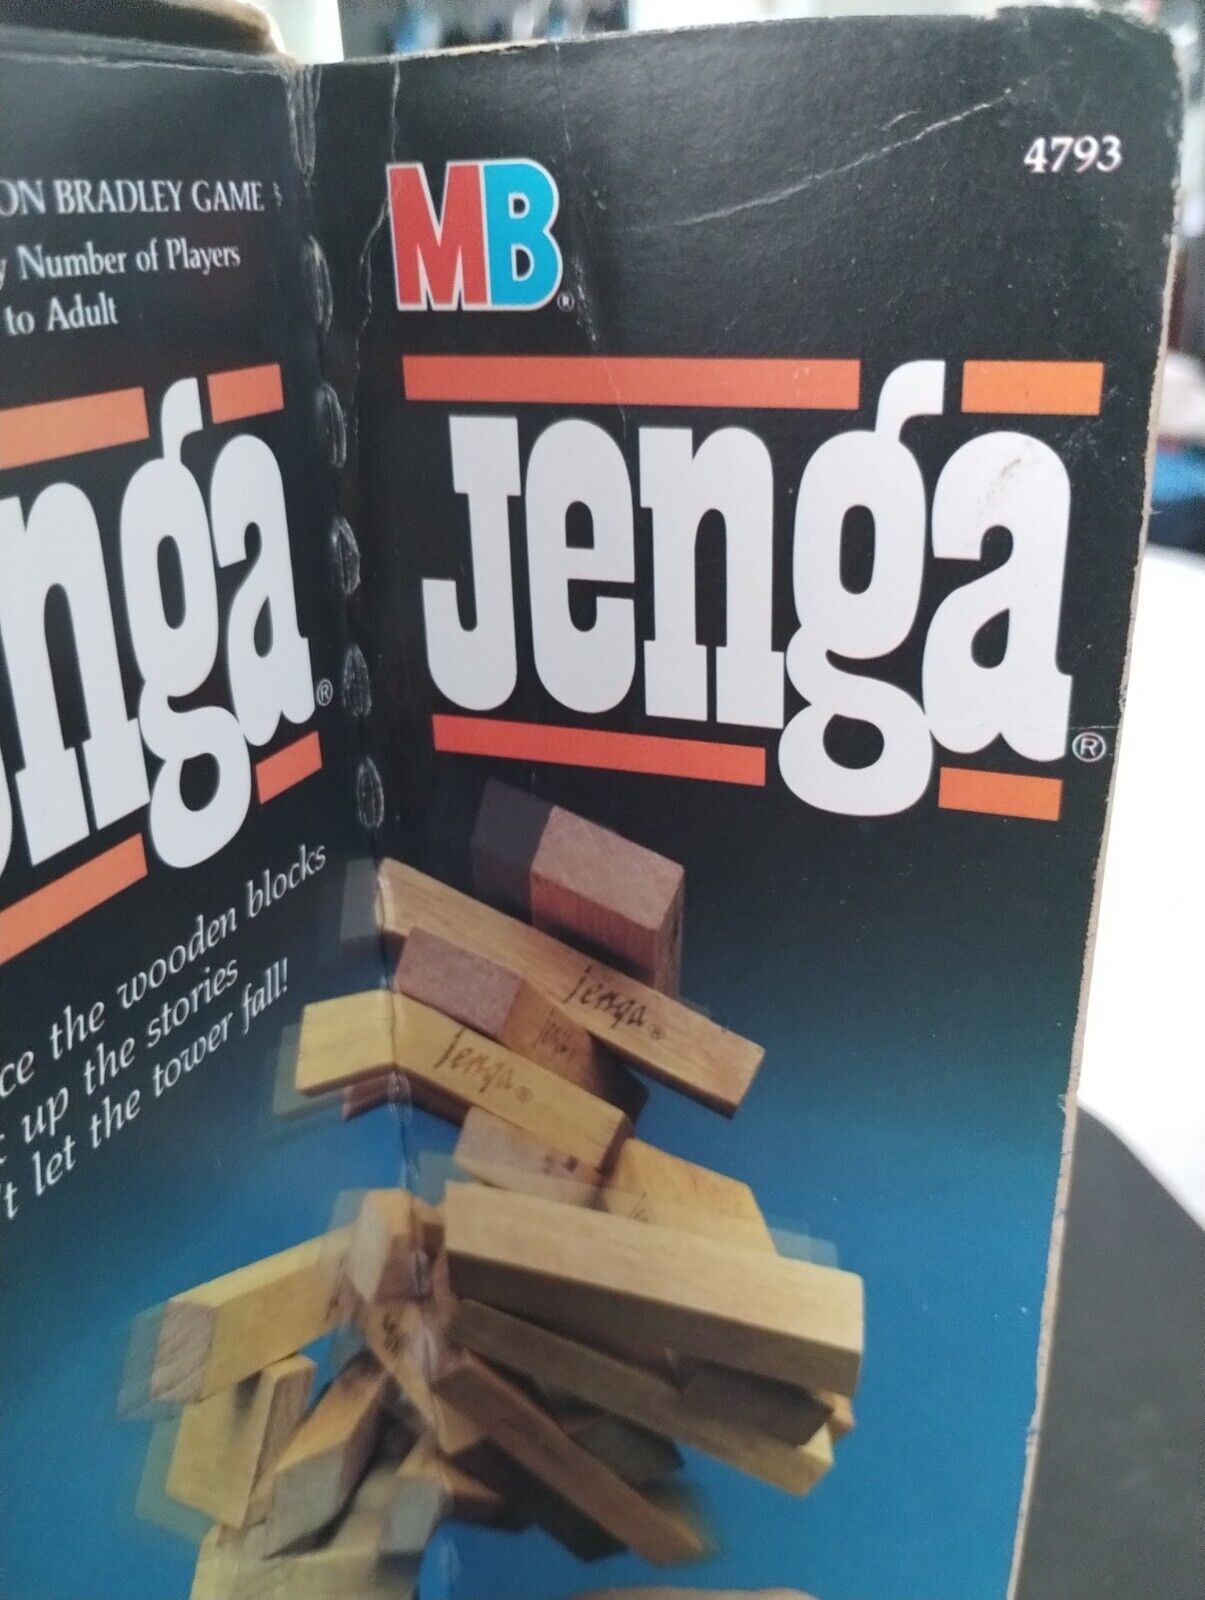 ON BRADLEY GAME
Number of Players
to Adult
nga®
ce the wooden blocks
up the stories
't let the tower fall!
MB®
4793
Jenga®
Jenga®
Jenga
Jenga®